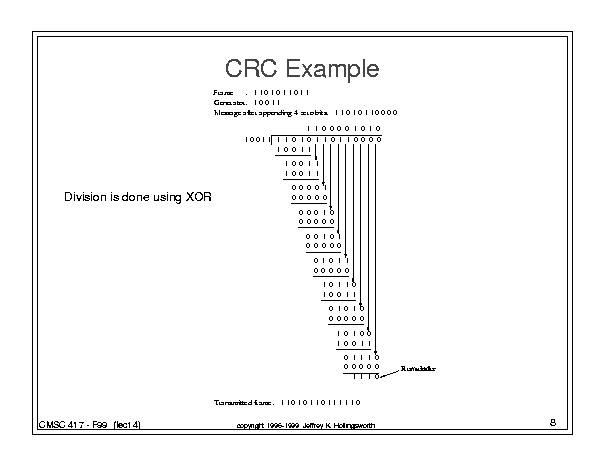 CRC Example
Frame : 1 1 0 1 0 1 1 0 1 1
Generator: 1 0 0 1 1
Message after appending 4 zero bits: 1 1 0 1 0 1 1 0 0 0 0
1 1 0 0 0 0 1 0 1 0
1 0 0 1 1 1 1 0 1 0 1 1 0 1 1 0 0 0 0
1 0 0 1 1
1 0 0 1 1
1 0 0 1 1
0 0 0 0 1
0 0 0 0 0
Division is done using XOR
0 0 0 1 0
0 0 0 0 0
0 0 1 0 1
0 0 0 0 0
0 1 0 1 1
0 0 0 0 0
1 0 1 1 0
1 0 0 1 1
0 1 0 1 0
0 0 0 0 0
1 0 1 0 0
1 0 0 1 1
0 1 1 1 0
0 0 0 0 0
1 1 1 0
Remainder
Transmitted frame: 1 1 0 1 0 1 1 0 1 1 1 1 1 0
CMSC 417 - F99 (lect 4)
copyright 1996-1999 Jeffrey K. Hollingsworth
8